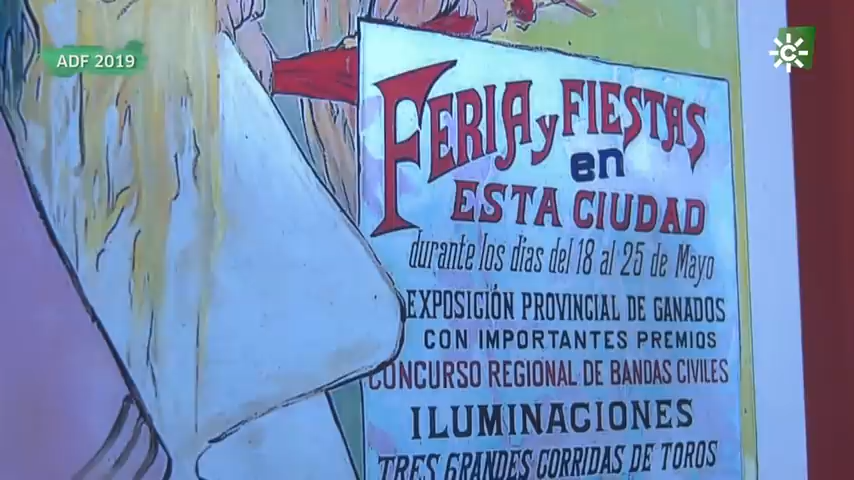 ADF 2019
FERIA y FIESTAS
en
ESTA CIUDAD
durante los dias del 18 al 25 de Mayo
EXPOSICIÓN PROVINCIAL DE GANADOS
CON IMPORTANTES PREMIOS
CONCURSO REGIONAL DE BANDAS CIVILES
ILUMINACIONES
TRES GRANDES CORRIDAS DE TOROS